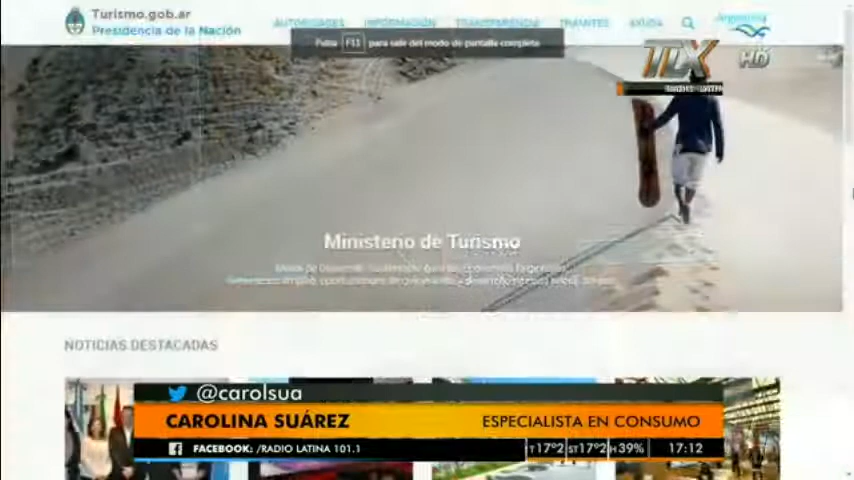 Turismo.gob.ar
Presidencia de la Nación
AUTORIDADES INFORMACIÓN TRANSPARENCIA TRÁMITES AYUDA
Argentina
Pulsa F11 para salir del modo de pantalla completa
TLX
HD
Ministerio de Turismo
NOTICIAS DESTACADAS
@carolsua
CAROLINA SUÁREZ
ESPECIALISTA EN CONSUMO
FACEBOOK: /RADIO LATINA 101.1
T17°2 ST17°2 H39% 17:12